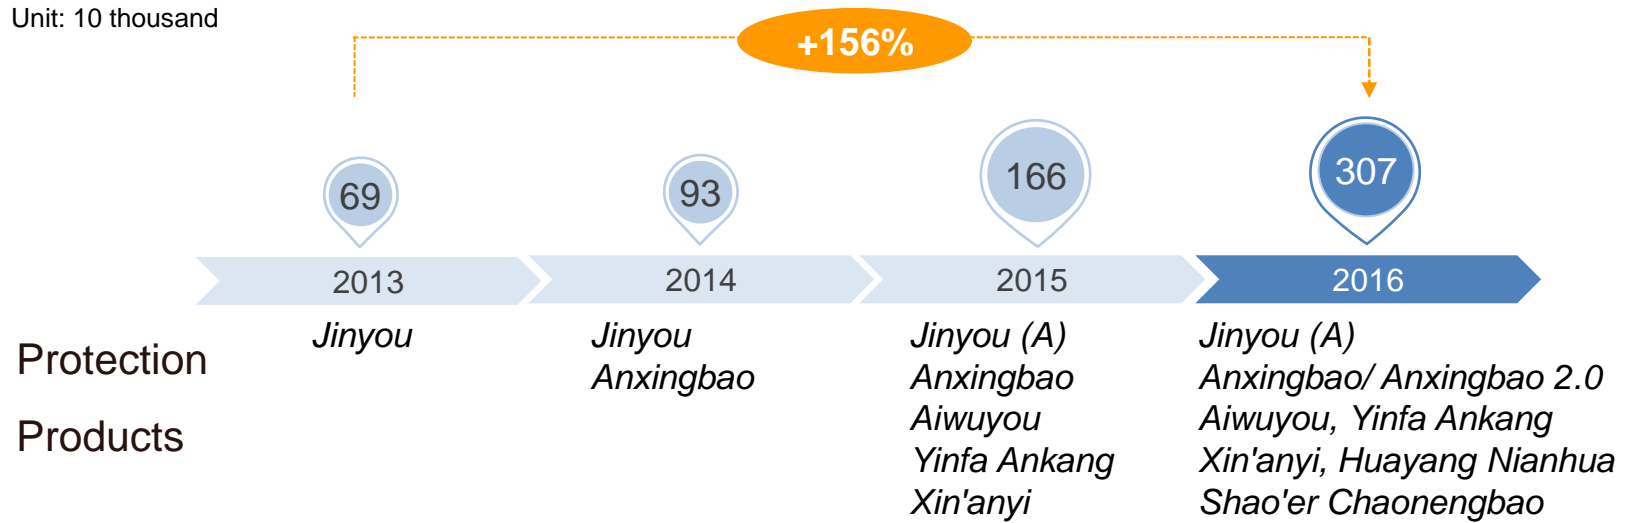 Unit: 10 thousand
+156%
69
93
166
307
2013
2014
2015
2016
Protection
Products
Jinyou
Jinyou
Anxingbao
Jinyou (A)
Anxingbao
Aiwuyou
Yinfa Ankang
Xin'anyi
Jinyou (A)
Anxingbao/ Anxingbao 2.0
Aiwuyou, Yinfa Ankang
Xin'anyi, Huayang Nianhua
Shao'er Chaonengbao